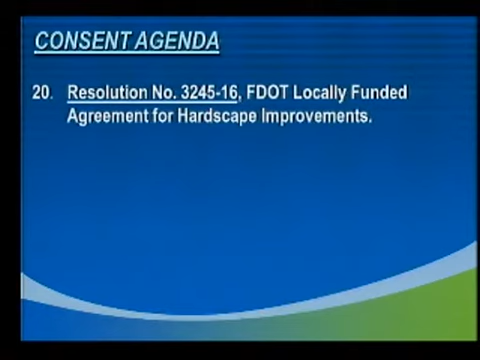 CONSENT AGENDA
20. Resolution No. 3245-16, FDOT Locally Funded
Agreement for Hardscape Improvements.